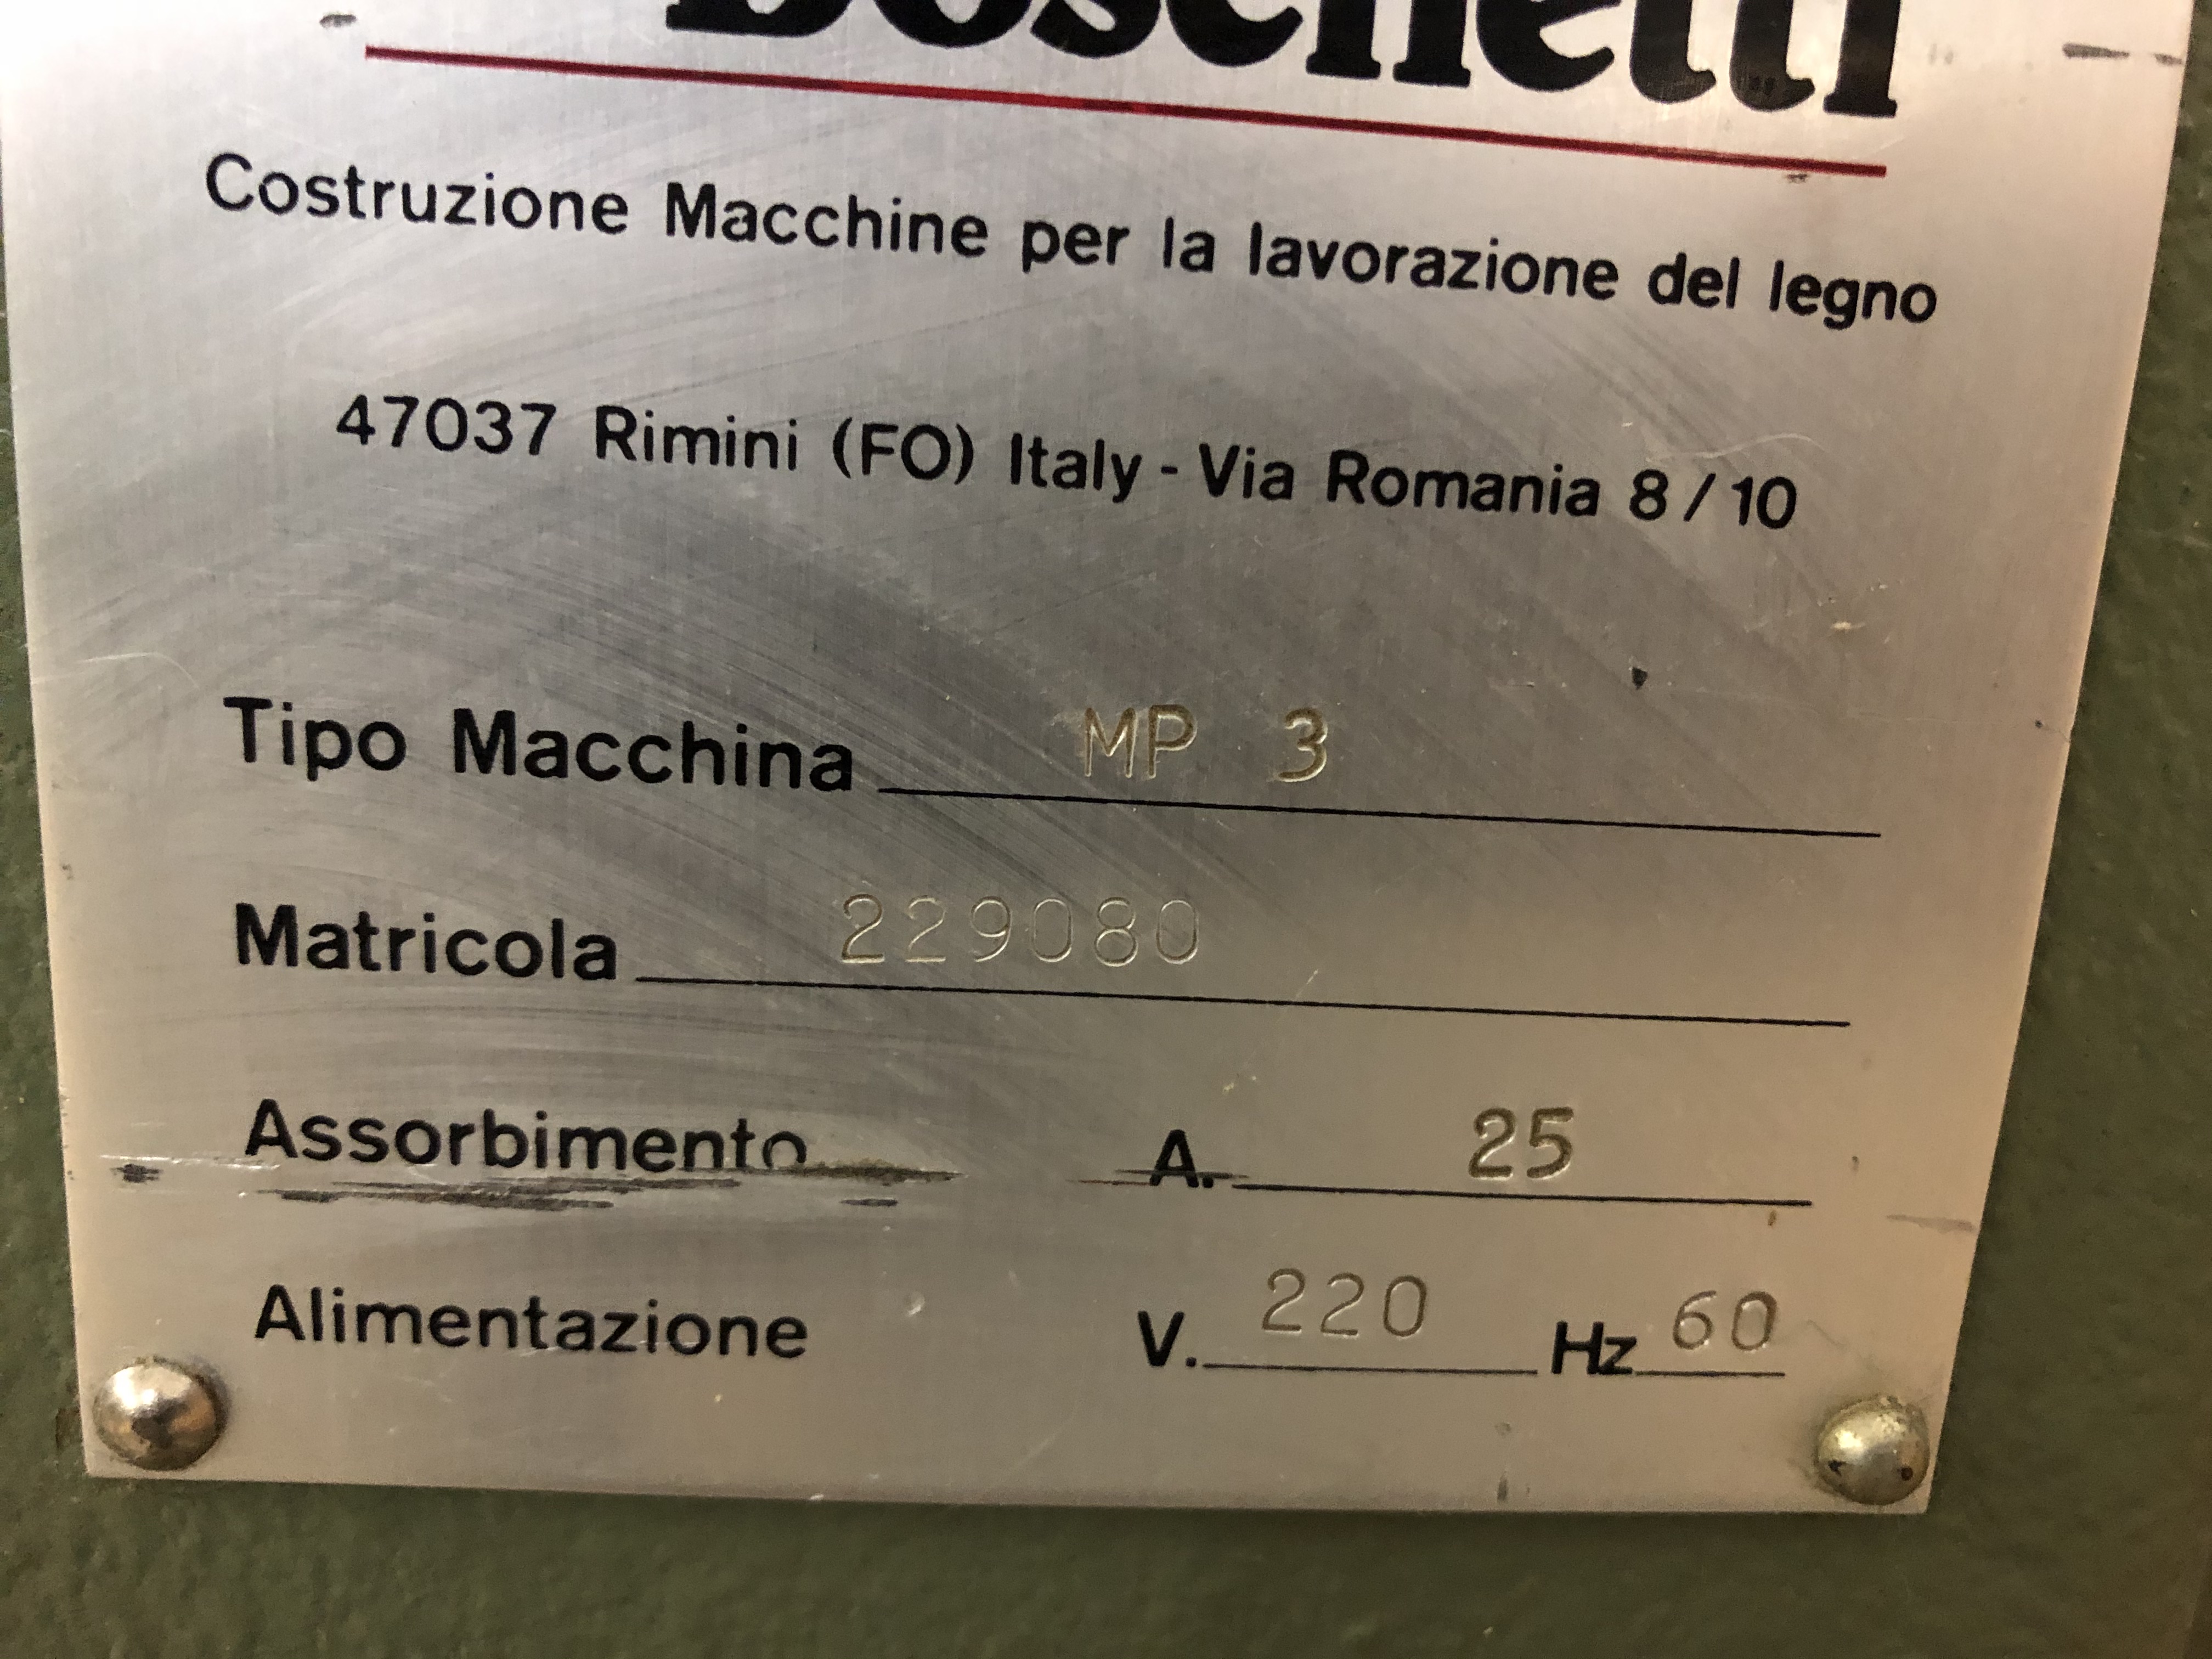 Boschetti
Costruzione Macchine per la lavorazione del legno
47037 Rimini (FO) Italy - Via Romania 8 / 10
Tipo Macchina MP 3
Matricola 229080
Assorbimento A. 25
Alimentazione V. 220 Hz 60